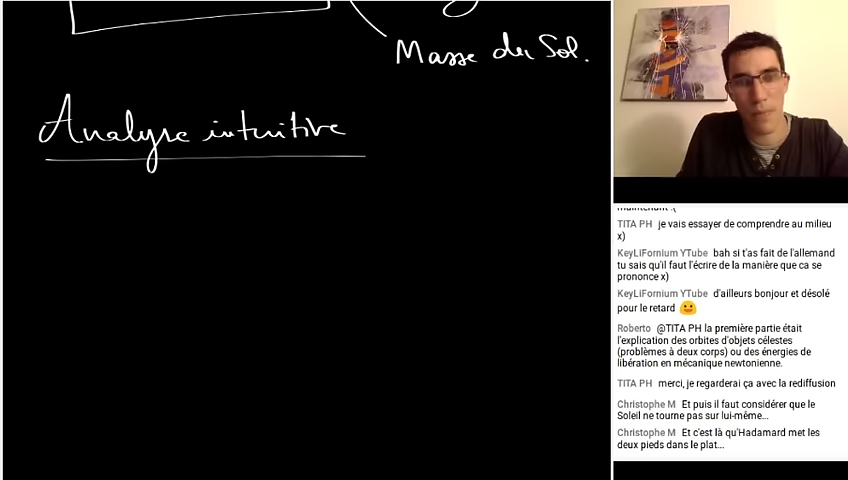 Masse du Sol.
Analyse intuitive
TITA PH je vais essayer de comprendre au milieu
x)
KeyLiFornium YTube bah si t'as fait de l'allemand
tu sais qu'il faut l'écrire de la manière que ca se
prononce x)
KeyLiFornium YTube d'ailleurs bonjour et désolé
pour le retard
Roberto @TITA PH la première partie était
l'explication des orbites d'objets célestes
(problèmes à deux corps) ou des énergies de
libération en mécanique newtonienne.
TITA PH merci, je regarderai ça avec la rediffusion
Christophe M Et puis il faut considérer que le
Soleil ne tourne pas sur lui-même...
Christophe M Et c'est là qu'Hadamard met les
deux pieds dans le plat...